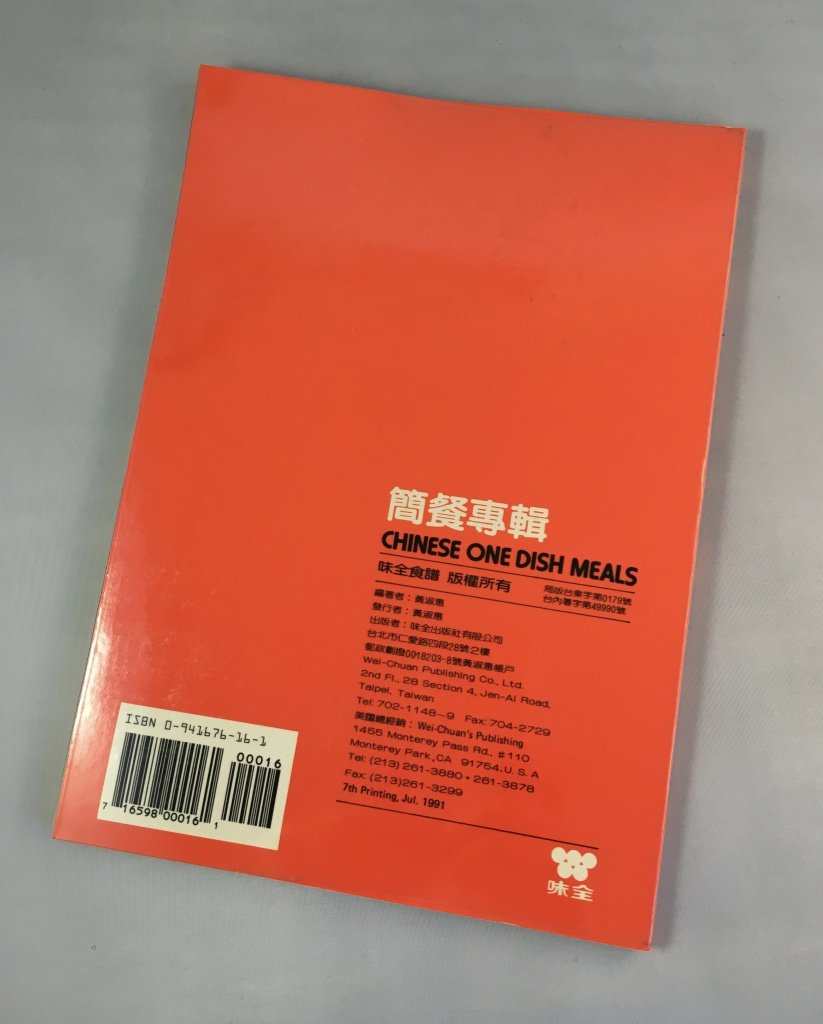 簡餐專輯
CHINESE ONE DISH MEALS
味全食譜 版權所有
局版台業字第0179號
台內著字第49990號
編著者：黃淑惠
發行者：黃淑惠
出版者：味全出版社有限公司
台北市仁愛路四段28號2樓
郵政劃撥0018203-8號黃淑惠帳戶
Wei-Chuan Publishing Co., Ltd.
2nd Fl., 28 Section 4, Jen-Ai Road,
Taipei, Taiwan
Tel: 702-1148~9 Fax: 704-2729
美國總經銷：Wei-Chuan's Publishing
1455 Monterey Pass Rd., #110
Monterey Park, CA 91754, U.S.A
Tel: (213) 261-3880・261-3878
Fax: (213)261-3299
7th Printing, Jul. 1991
味全
ISBN 0-941676-16-1
00016
7 16598 00016 1